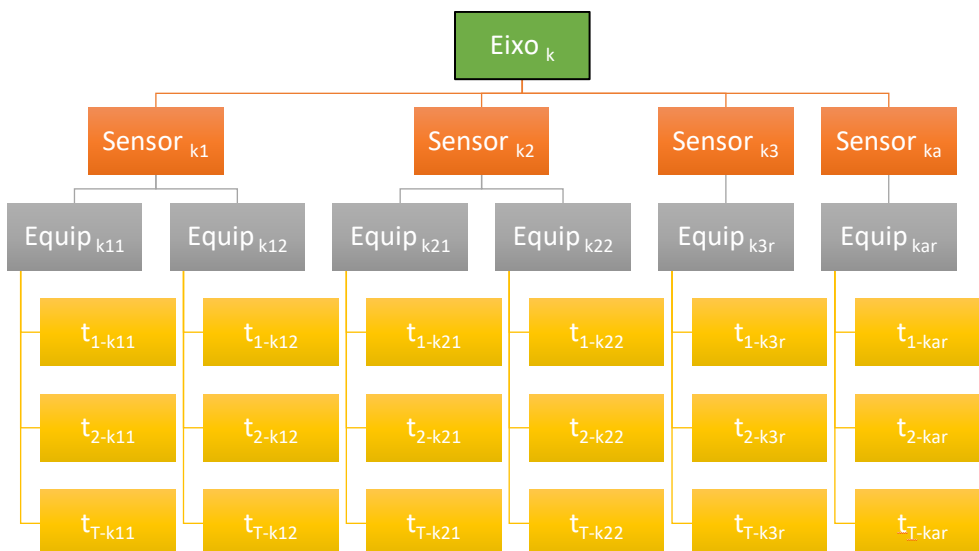 Eixo k
Sensor k1
Sensor k2
Sensor k3
Sensor ka
Equip k11
Equip k12
Equip k21
Equip k22
Equip k3r
Equip kar
t1-k11
t1-k12
t1-k21
t1-k22
t1-k3r
t1-kar
t2-k11
t2-k12
t2-k21
t2-k22
t2-k3r
t2-kar
tT-k11
tT-k12
tT-k21
tT-k22
tT-k3r
tT-kar